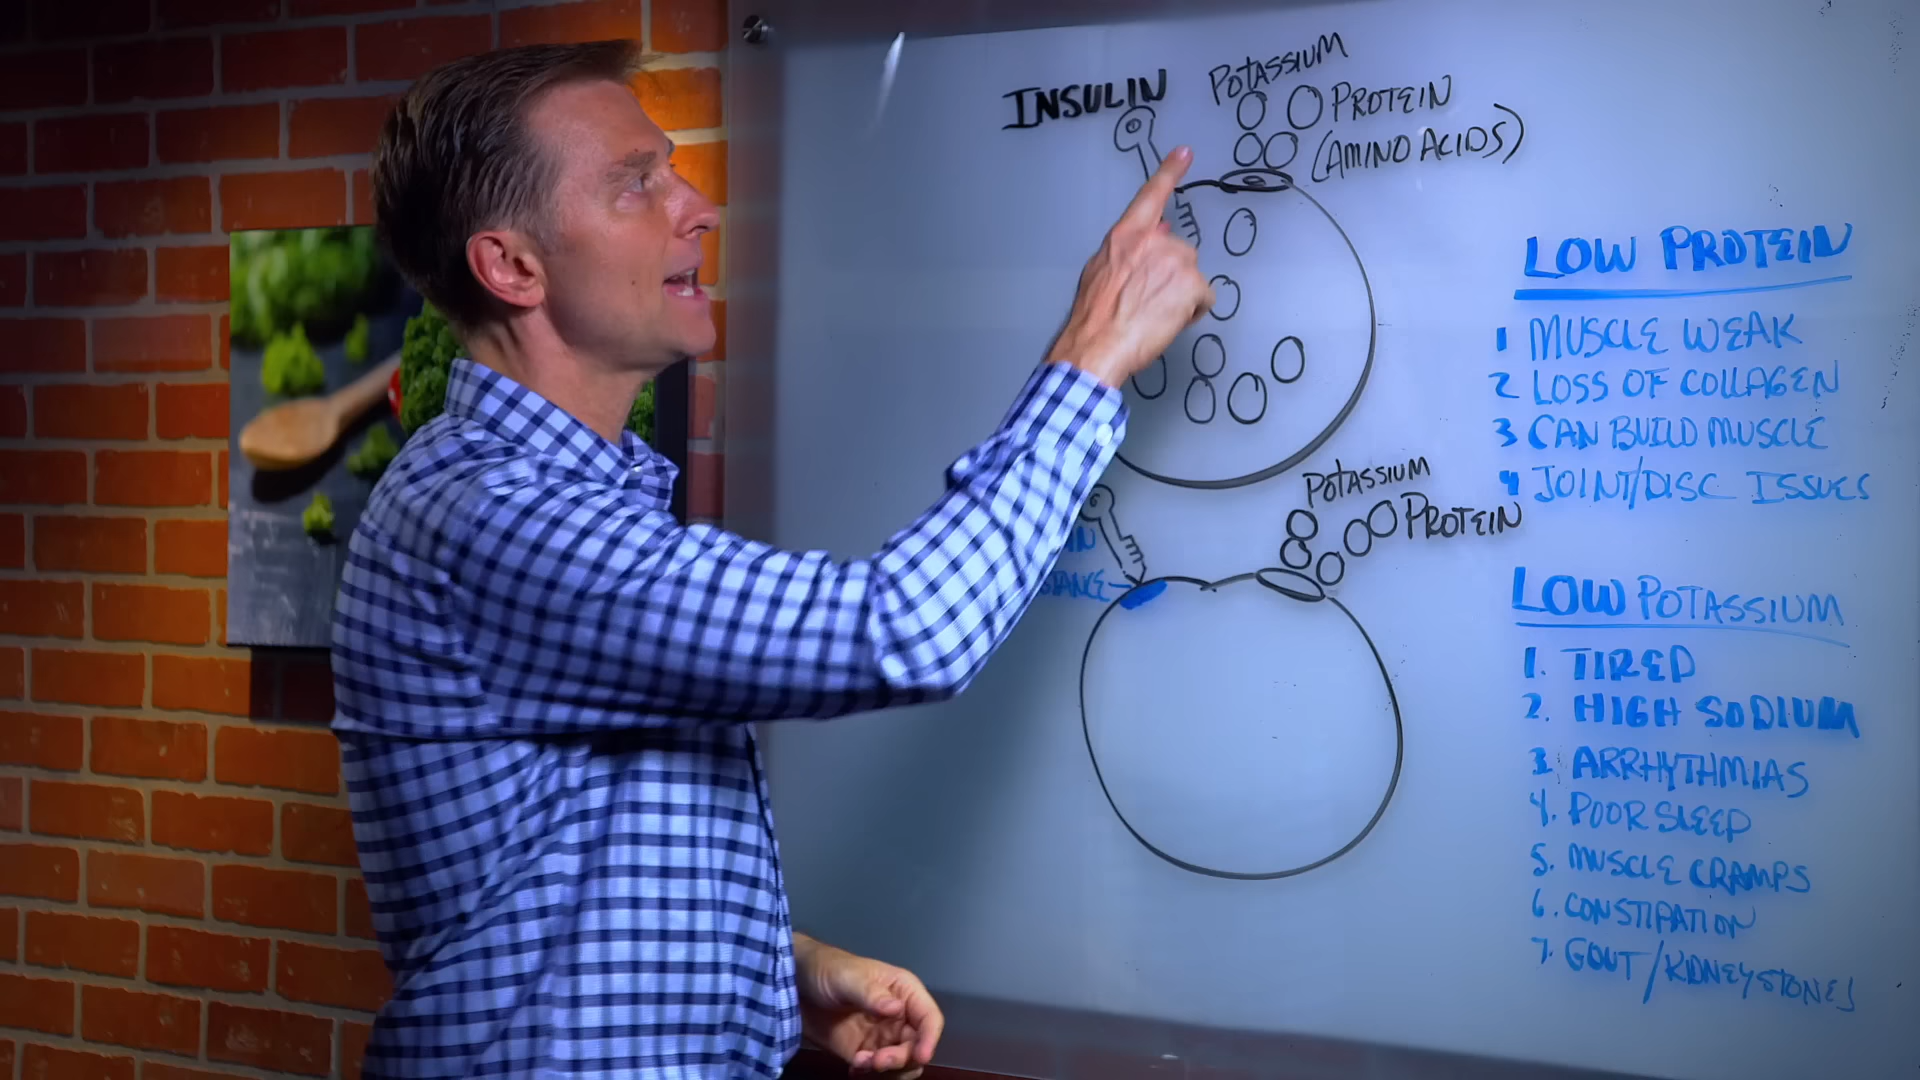 INSULIN
POTASSIUM
PROTEIN
(AMINO ACIDS)
LOW PROTEIN
1 MUSCLE WEAK
2 LOSS OF COLLAGEN
3 CAN BUILD MUSCLE
4 JOINT/DISC ISSUES
POTASSIUM
PROTEIN
LOW POTASSIUM
1. TIRED
2. HIGH SODIUM
3 ARRHYTHMIAS
4. POOR SLEEP
5. MUSCLE CRAMPS
6. CONSTIPATION
7. GOUT/KIDNEY STONES